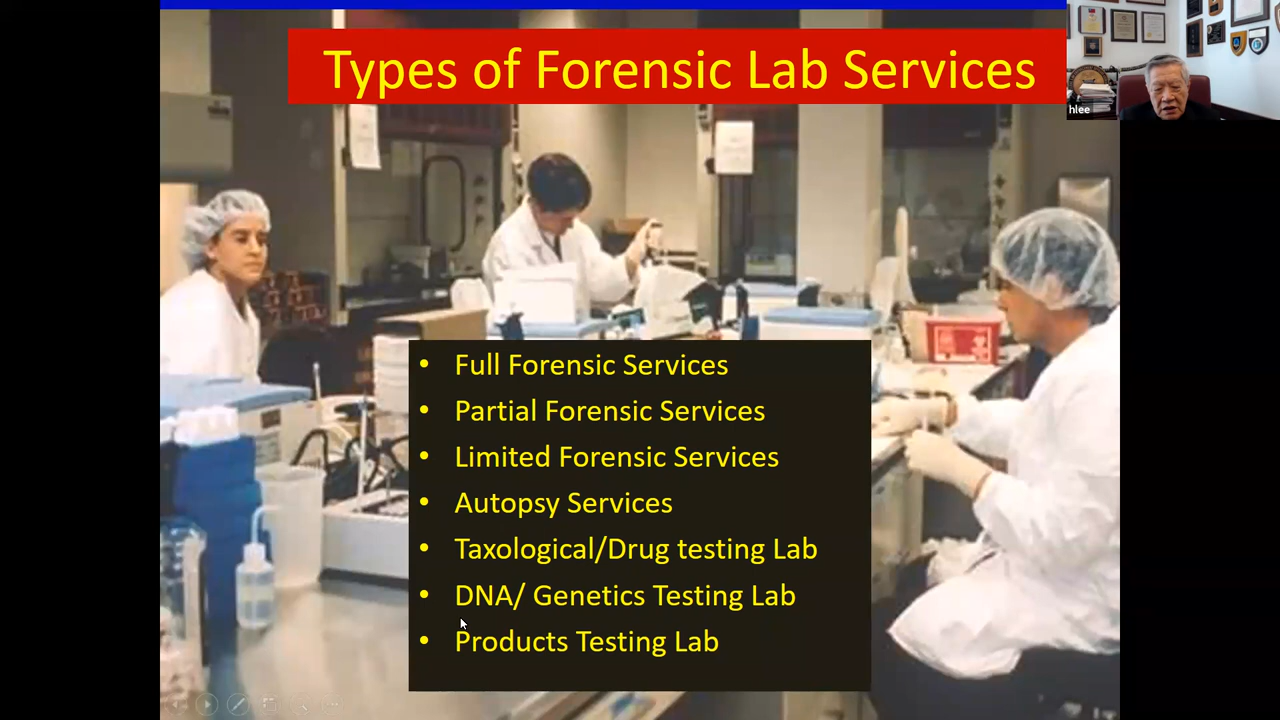 Types of Forensic Lab Services
hlee
• Full Forensic Services
• Partial Forensic Services
• Limited Forensic Services
• Autopsy Services
• Taxological/Drug testing Lab
• DNA/ Genetics Testing Lab
• Products Testing Lab